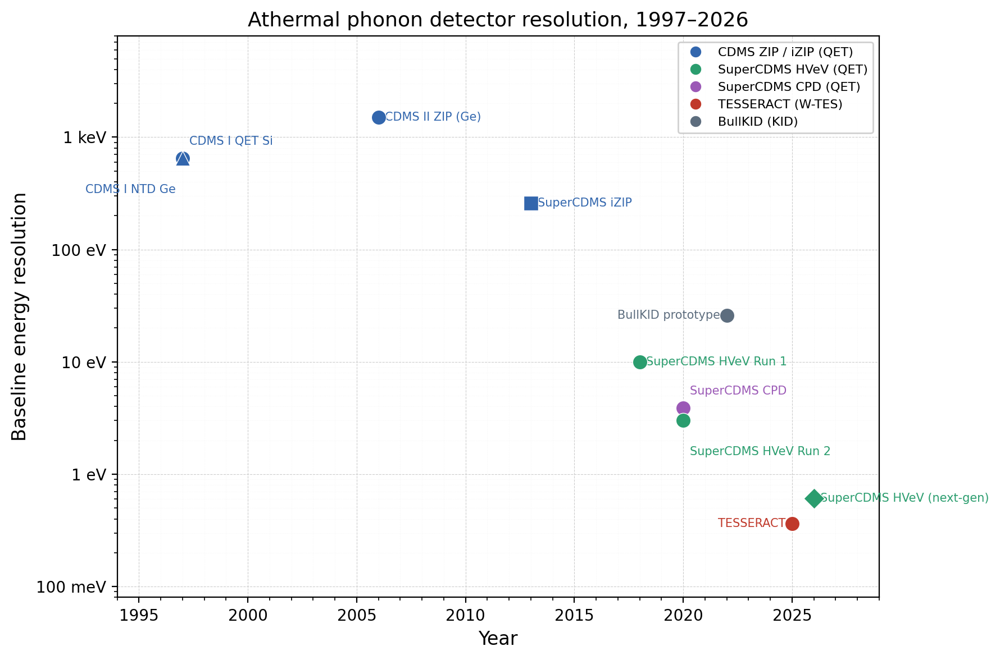 Athermal phonon detector resolution, 1997–2026
CDMS ZIP / iZIP (QET)
SuperCDMS HVeV (QET)
SuperCDMS CPD (QET)
TESSERACT (W-TES)
BullKID (KID)
CDMS II ZIP (Ge)
CDMS I QET Si
CDMS I NTD Ge
SuperCDMS iZIP
BullKID prototype
SuperCDMS HVeV Run 1
SuperCDMS CPD
SuperCDMS HVeV Run 2
SuperCDMS HVeV (next-gen)
TESSERACT
Baseline energy resolution
1 keV
100 eV
10 eV
1 eV
100 meV
1995 2000 2005 2010 2015 2020 2025
Year